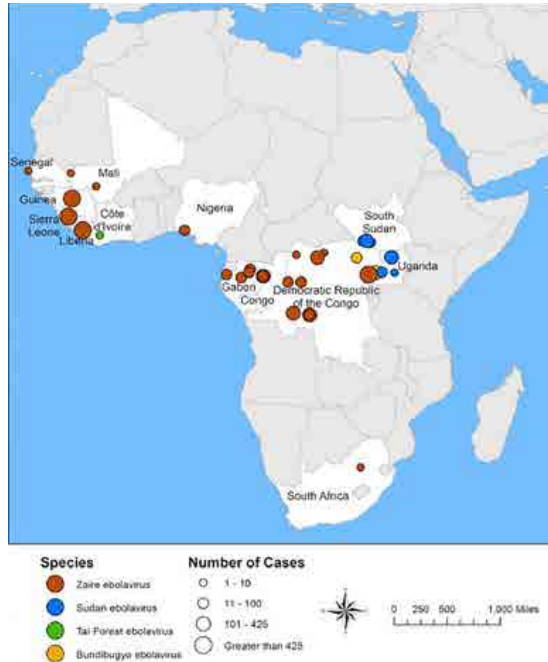 Senegal
Mali
Guinea
Sierra
Leone
Côte
d'Ivoire
Liberia
Nigeria
South
Sudan
Uganda
Gabon
Congo
Democratic Republic
of the Congo
South Africa
Species
Zaire ebolavirus
Sudan ebolavirus
Tai Forest ebolavirus
Bundibugyo ebolavirus
Number of Cases
1 - 10
11 - 100
101 - 425
Greater than 425
0 250 500 1,000 Miles